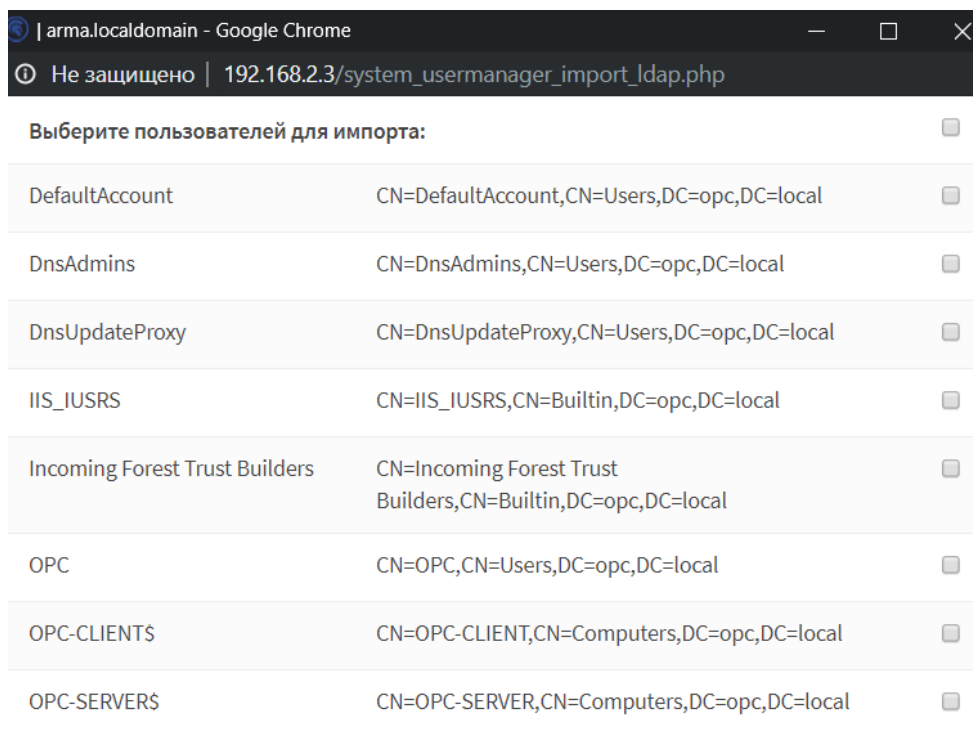 | arma.localdomain - Google Chrome
Не защищено | 192.168.2.3/system_usermanager_import_ldap.php
Выберите пользователей для импорта:
DefaultAccount CN=DefaultAccount,CN=Users,DC=opc,DC=local
DnsAdmins CN=DnsAdmins,CN=Users,DC=opc,DC=local
DnsUpdateProxy CN=DnsUpdateProxy,CN=Users,DC=opc,DC=local
IIS_IUSRS CN=IIS_IUSRS,CN=Builtin,DC=opc,DC=local
Incoming Forest Trust Builders CN=Incoming Forest Trust
Builders,CN=Builtin,DC=opc,DC=local
OPC CN=OPC,CN=Users,DC=opc,DC=local
OPC-CLIENT$ CN=OPC-CLIENT,CN=Computers,DC=opc,DC=local
OPC-SERVER$ CN=OPC-SERVER,CN=Computers,DC=opc,DC=local